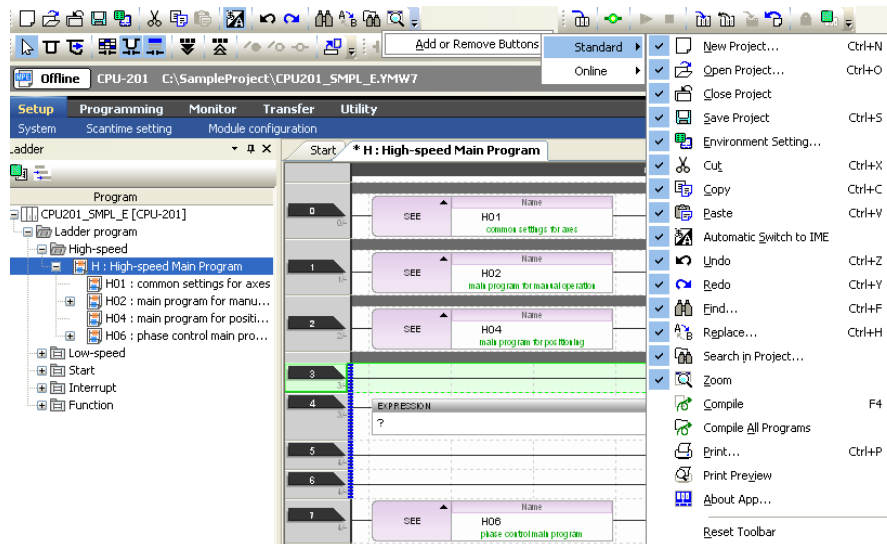 Add or Remove Buttons
Standard
Online
Offline CPU-201 C:\SampleProject\CPU201_SMPL_E.YMW7
Setup Programming Monitor Transfer Utility
System Scantime setting Module configuration
Ladder
Start * H : High-speed Main Program
Program
CPU201_SMPL_E [CPU-201]
Ladder program
High-speed
H : High-speed Main Program
H01 : common settings for axes
H02 : main program for manu...
H04 : main program for positi...
H06 : phase control main pro...
Low-speed
Start
Interrupt
Function
0
SEE
Name
H01
common settings for axes
1
SEE
Name
H02
main program for manual operation
2
SEE
Name
H04
main program for positioning
3
4
EXPRESSION
?
5
6
7
SEE
Name
H06
phase control main program
New Project... Ctrl+N
Open Project... Ctrl+O
Close Project
Save Project Ctrl+S
Environment Setting...
Cut Ctrl+X
Copy Ctrl+C
Paste Ctrl+V
Automatic Switch to IME
Undo Ctrl+Z
Redo Ctrl+Y
Find... Ctrl+F
Replace... Ctrl+H
Search in Project...
Zoom
Compile F4
Compile All Programs
Print... Ctrl+P
Print Preview
About App...
Reset Toolbar